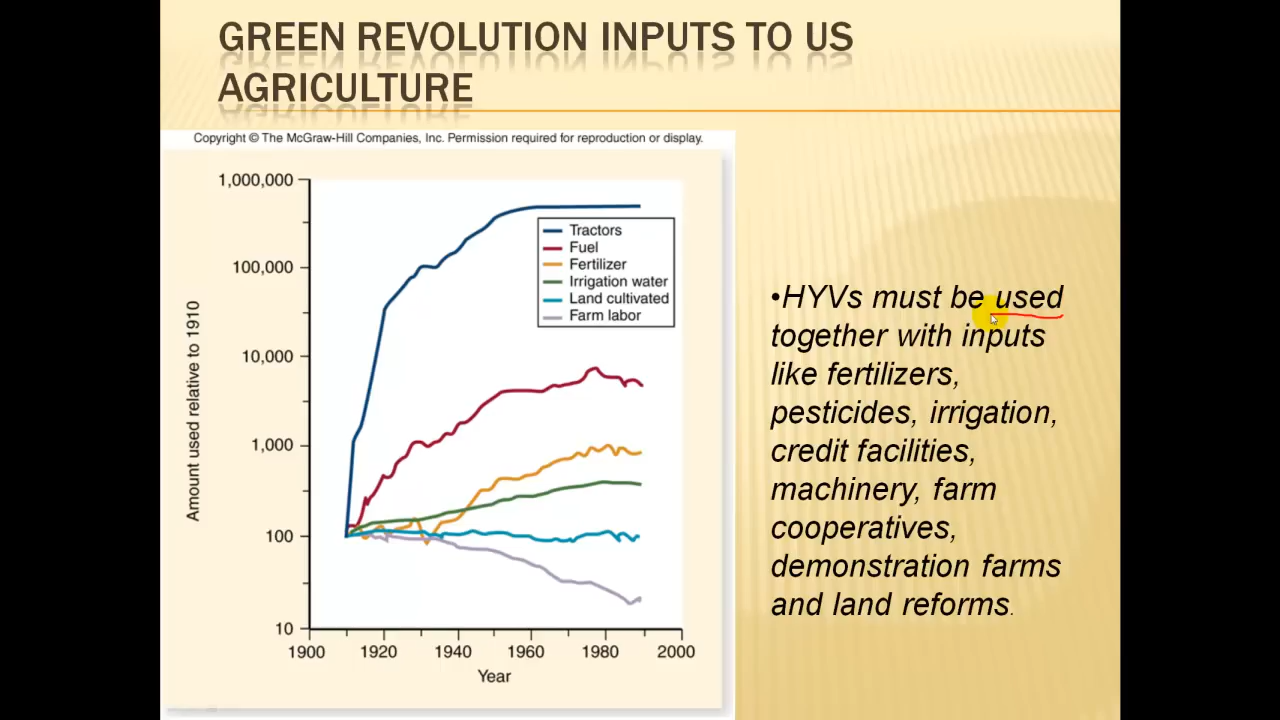 GREEN REVOLUTION INPUTS TO US
AGRICULTURE
Copyright © The McGraw-Hill Companies, Inc. Permission required for reproduction or display.
1,000,000
100,000
10,000
1,000
100
10
Amount used relative to 1910
Tractors
Fuel
Fertilizer
Irrigation water
Land cultivated
Farm labor
1900 1920 1940 1960 1980 2000
Year
•HYVs must be used
together with inputs
like fertilizers,
pesticides, irrigation,
credit facilities,
machinery, farm
cooperatives,
demonstration farms
and land reforms.